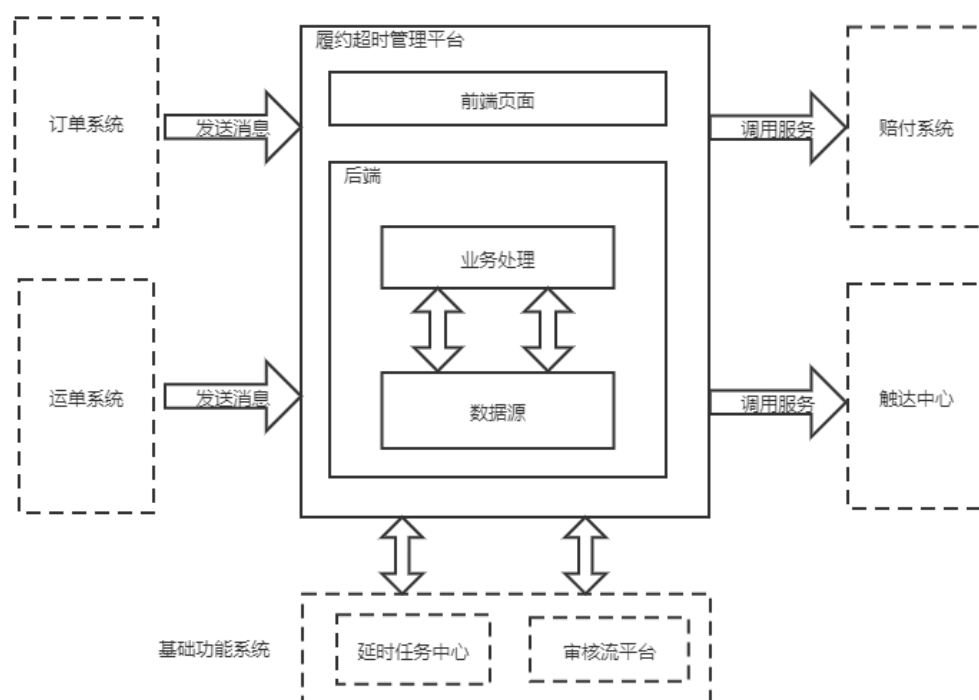 履约超时管理平台
前端页面
订单系统
发送消息
调用服务
赔付系统
后端
业务处理
运单系统
发送消息
数据源
调用服务
触达中心
基础功能系统
延时任务中心
审核流平台